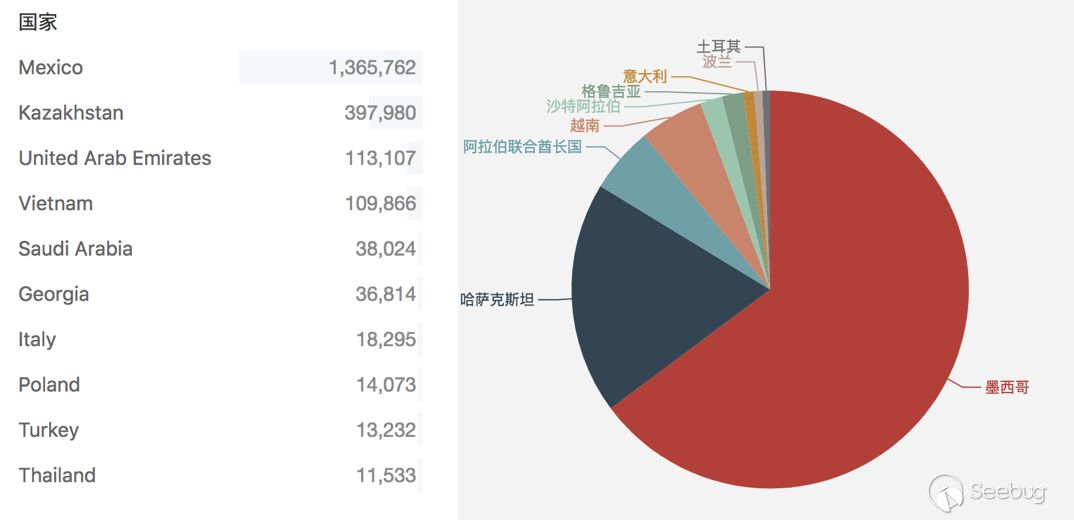 国家
Mexico 1,365,762
Kazakhstan 397,980
United Arab Emirates 113,107
Vietnam 109,866
Saudi Arabia 38,024
Georgia 36,814
Italy 18,295
Poland 14,073
Turkey 13,232
Thailand 11,533
土耳其
波兰
意大利
格鲁吉亚
沙特阿拉伯
越南
阿拉伯联合酋长国
哈萨克斯坦
墨西哥
Seebug